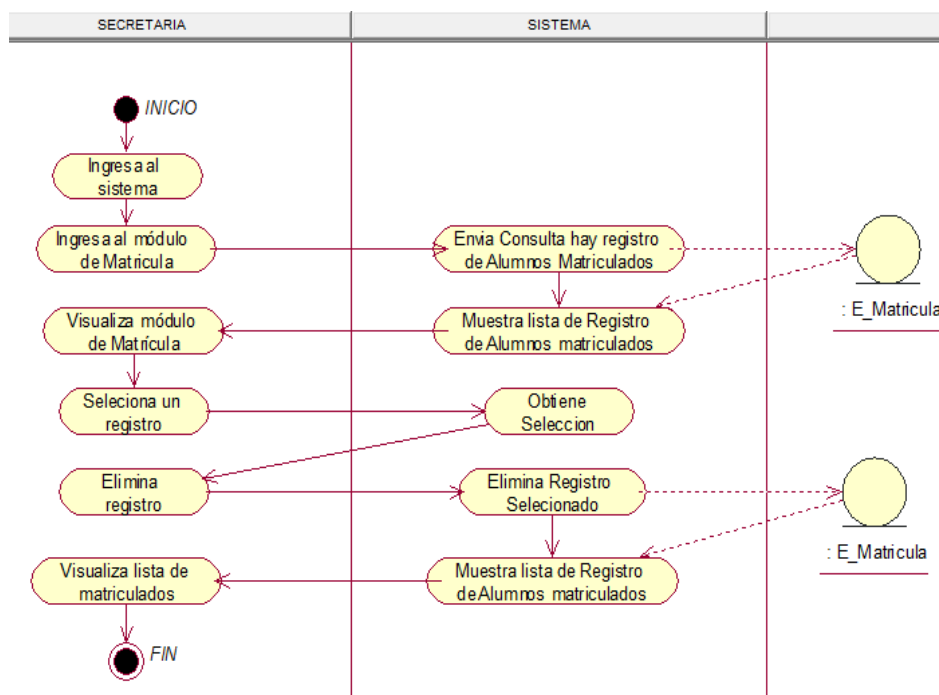 SECRETARIA
SISTEMA
INICIO
Ingresa al
sistema
Ingresa al módulo
de Matricula
Envia Consulta hay registro
de Alumnos Matriculados
: E_Matricula
Visualiza módulo
de Matrícula
Muestra lista de Registro
de Alumnos matriculados
Seleciona un
registro
Obtiene
Seleccion
Elimina
registro
Elimina Registro
Selecionado
: E_Matricula
Visualiza lista de
matriculados
Muestra lista de Registro
de Alumnos matriculados
FIN